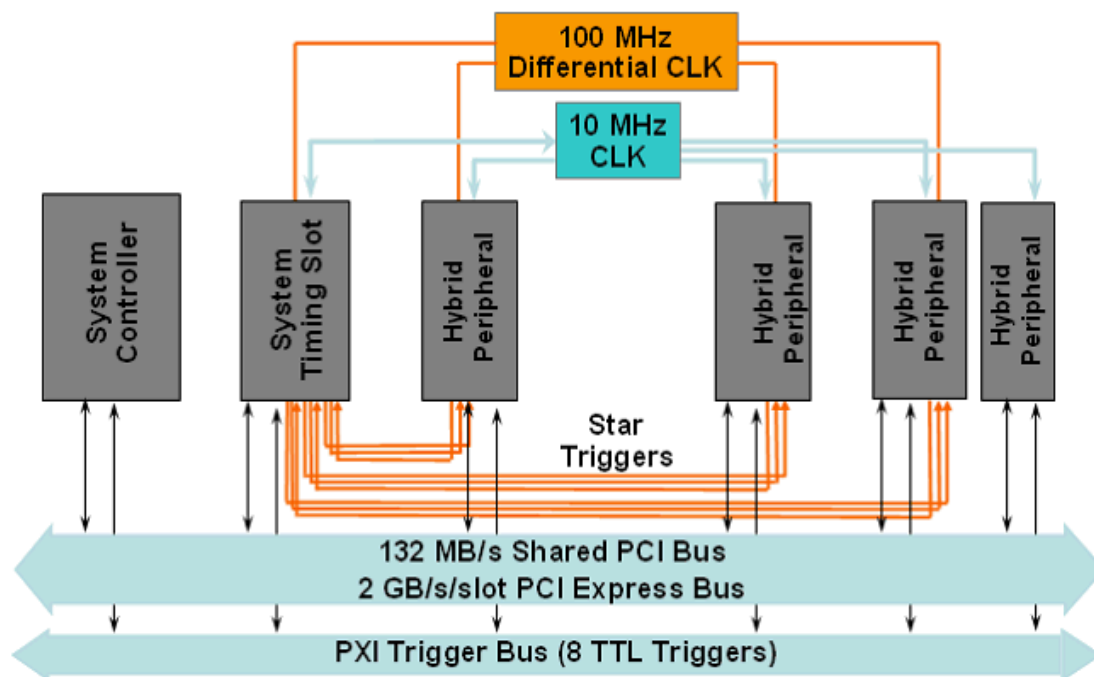 100 MHz
Differential CLK
10 MHz
CLK
System
Controller
System
Timing Slot
Hybrid
Peripheral
Hybrid
Peripheral
Hybrid
Peripheral
Hybrid
Peripheral
Star
Triggers
132 MB/s Shared PCI Bus
2 GB/s/slot PCI Express Bus
PXI Trigger Bus (8 TTL Triggers)